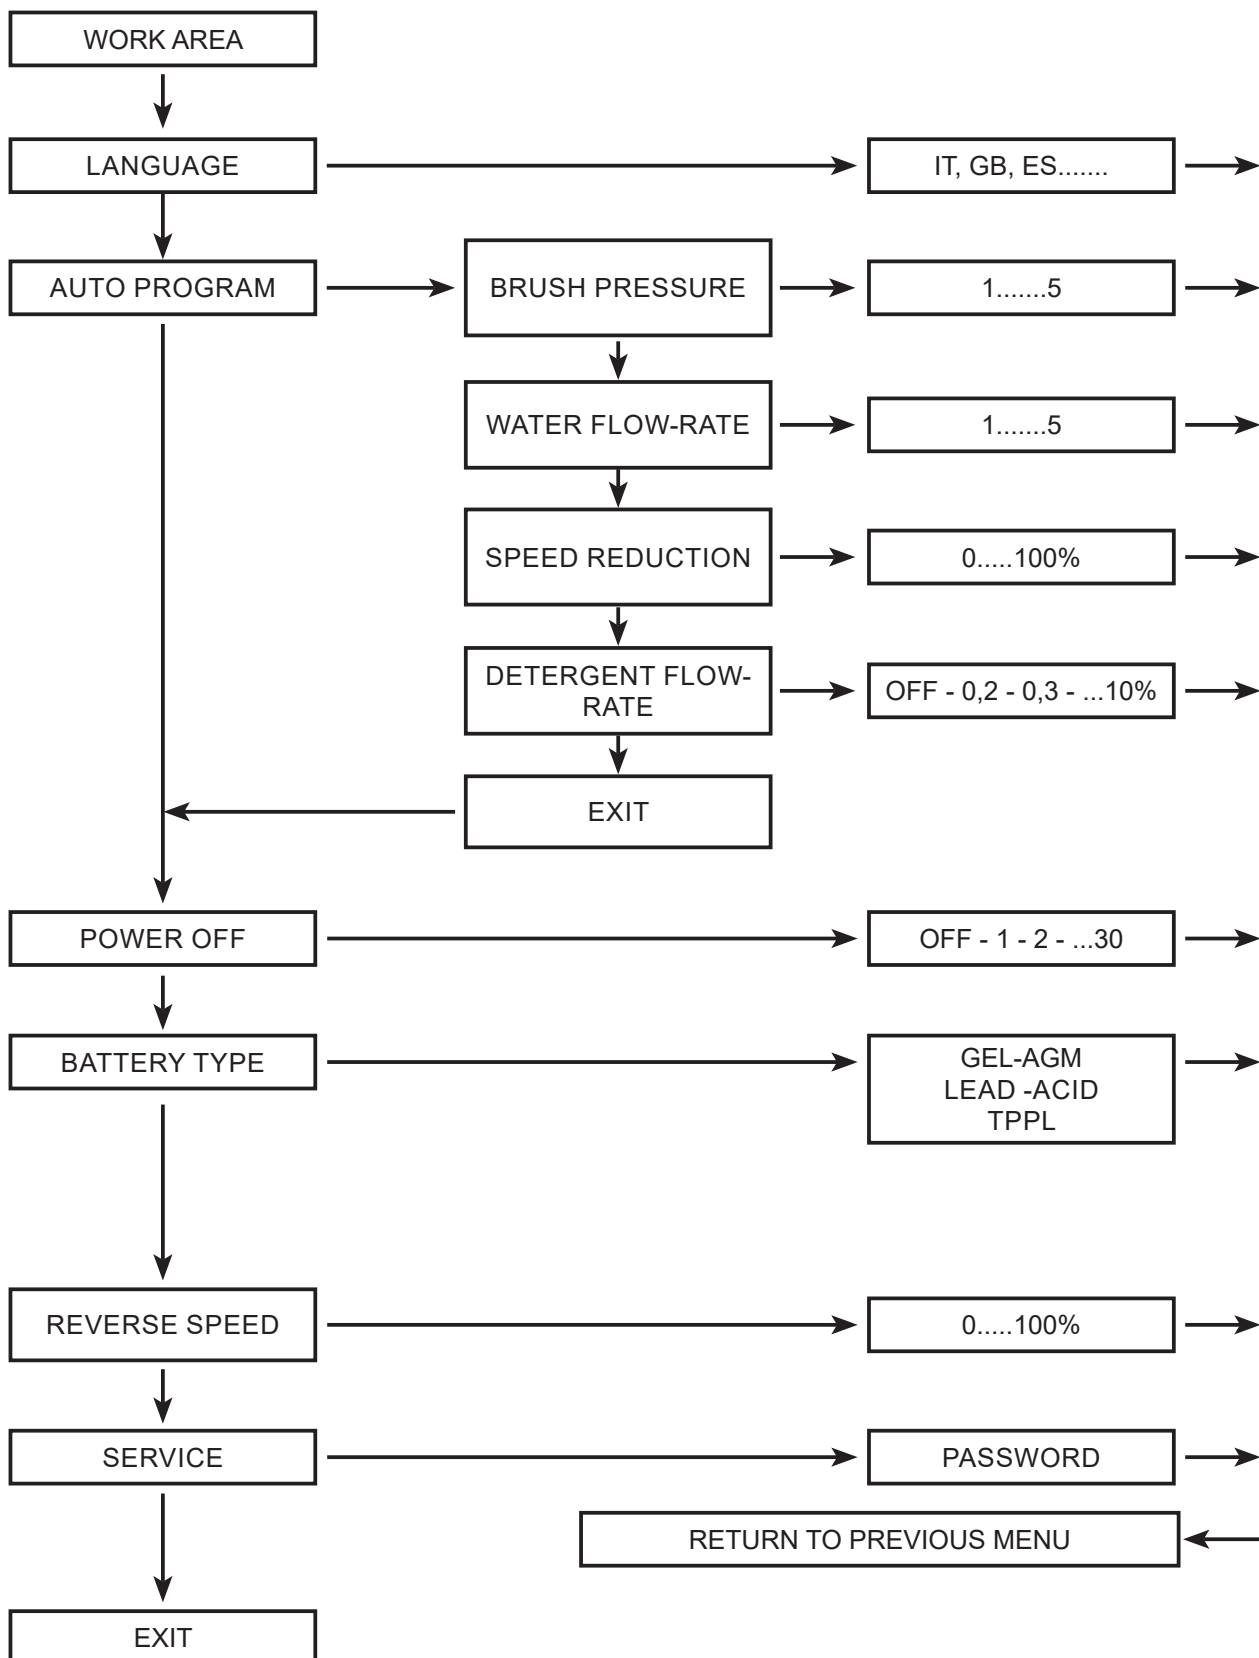 WORK AREA
LANGUAGE
IT, GB, ES.......
AUTO PROGRAM
BRUSH PRESSURE
1.......5
WATER FLOW-RATE
1.......5
SPEED REDUCTION
0.....100%
DETERGENT FLOW-
RATE
OFF - 0,2 - 0,3 - ...10%
EXIT
POWER OFF
OFF - 1 - 2 - ...30
BATTERY TYPE
GEL-AGM
LEAD -ACID
TPPL
REVERSE SPEED
0.....100%
SERVICE
PASSWORD
RETURN TO PREVIOUS MENU
EXIT